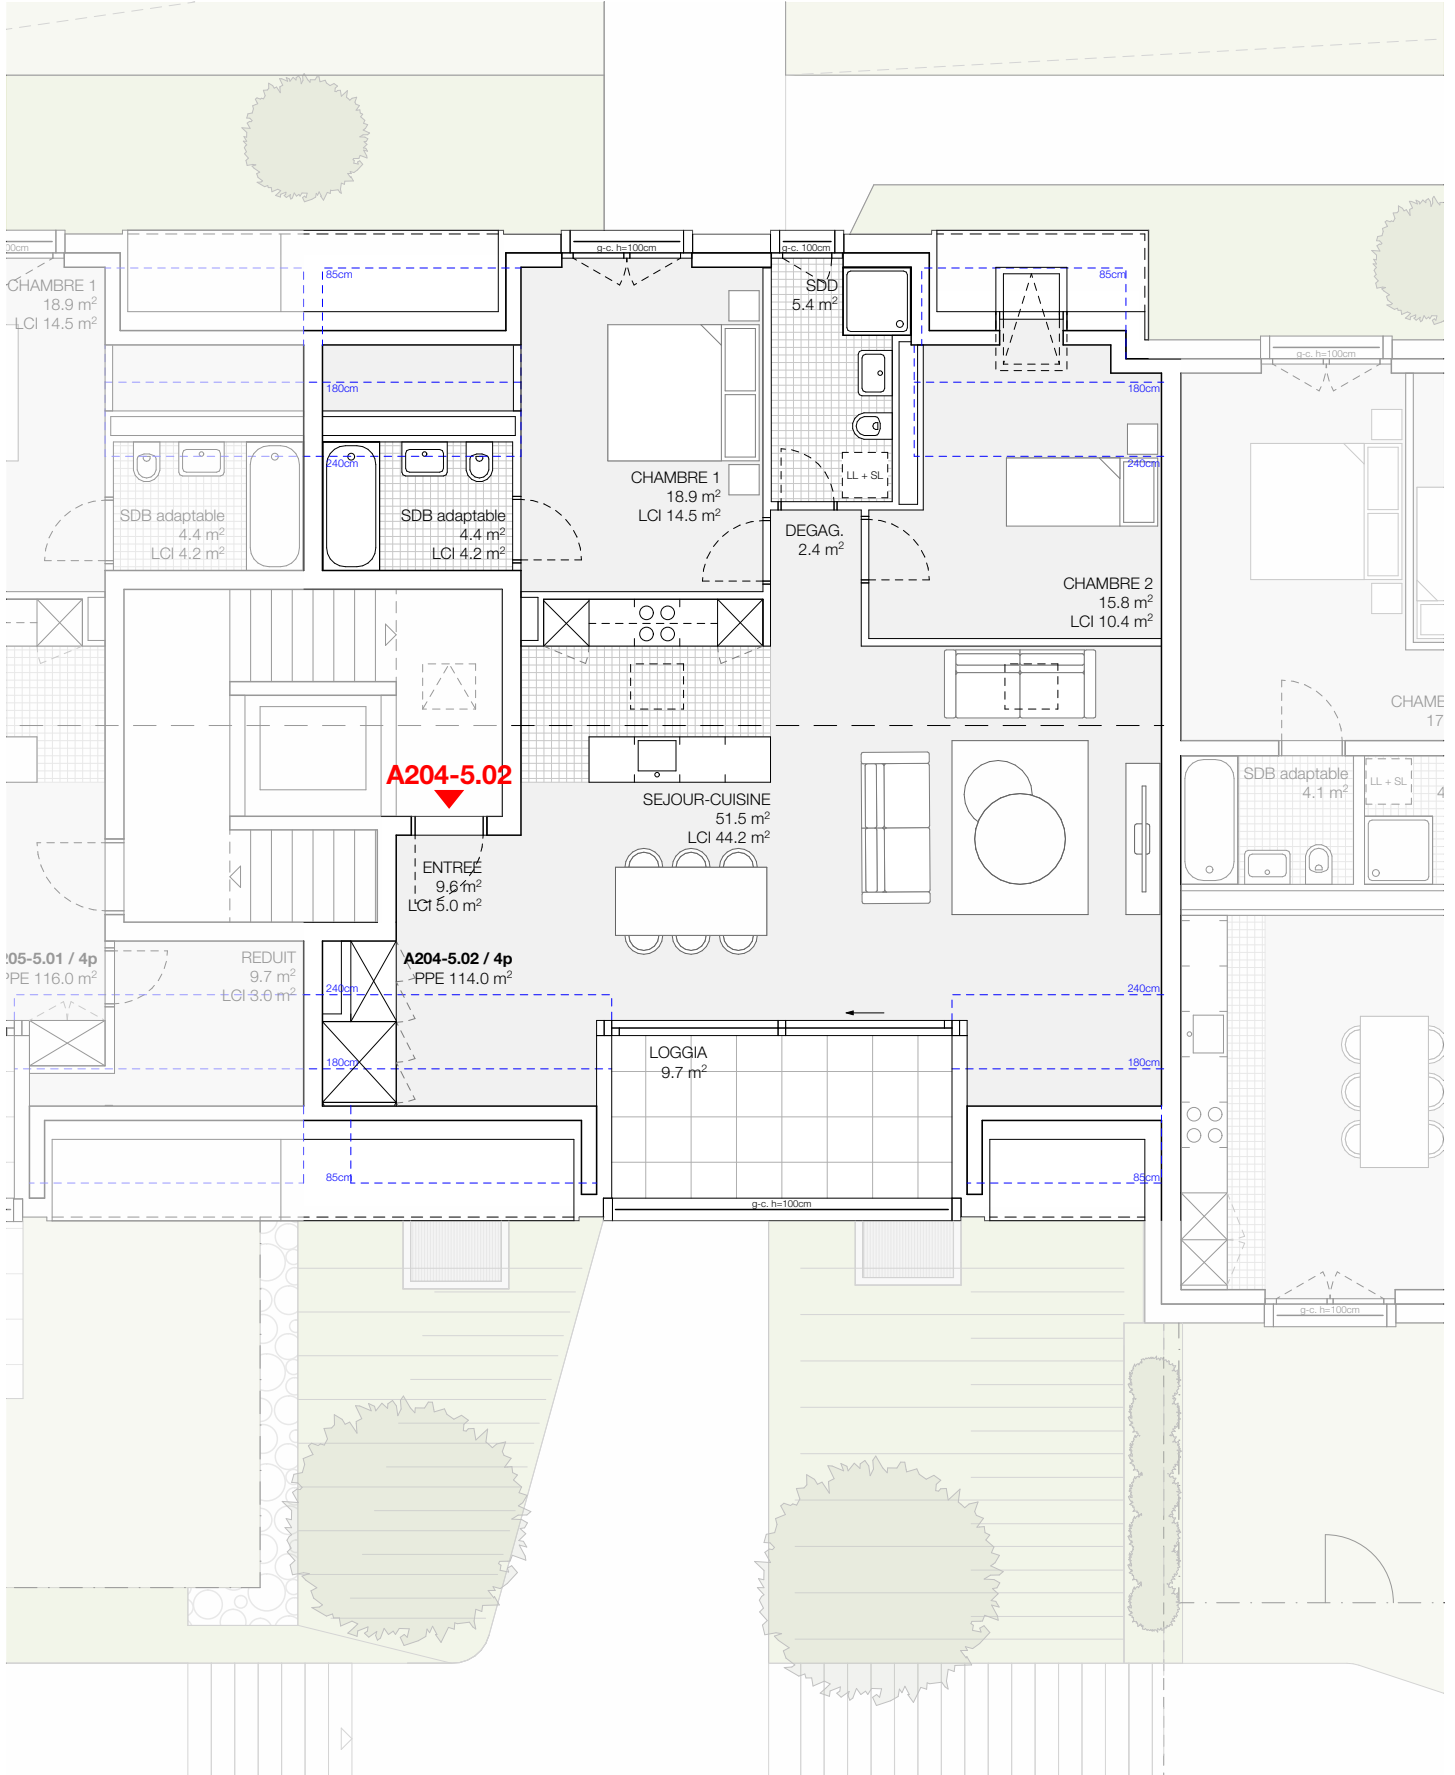 00cm
g-c. h=100cm
g-c. 100cm
85cm
85cm
CHAMBRE 1
18.9 m²
LCI 14.5 m²
SDD
5.4 m²
g-c. h=100cm
180cm
180cm
240cm
240cm
CHAMBRE 1
18.9 m²
LCI 14.5 m²
LL + SL
SDB adaptable
4.4 m²
LCI 4.2 m²
SDB adaptable
4.4 m²
LCI 4.2 m²
DEGAG.
2.4 m²
CHAMBRE 2
15.8 m²
LCI 10.4 m²
CHAMB
17
A204-5.02
SDB adaptable
4.1 m²
LL + SL
4
SEJOUR-CUISINE
51.5 m²
LCI 44.2 m²
ENTREE
9.6 m²
LCI 5.0 m²
205-5.01 / 4p
PPE 116.0 m²
REDUIT
9.7 m²
LCI 3.0 m²
A204-5.02 / 4p
PPE 114.0 m²
240cm
240cm
LOGGIA
9.7 m²
180cm
180cm
85cm
85cm
g-c. h=100cm
g-c. h=100cm